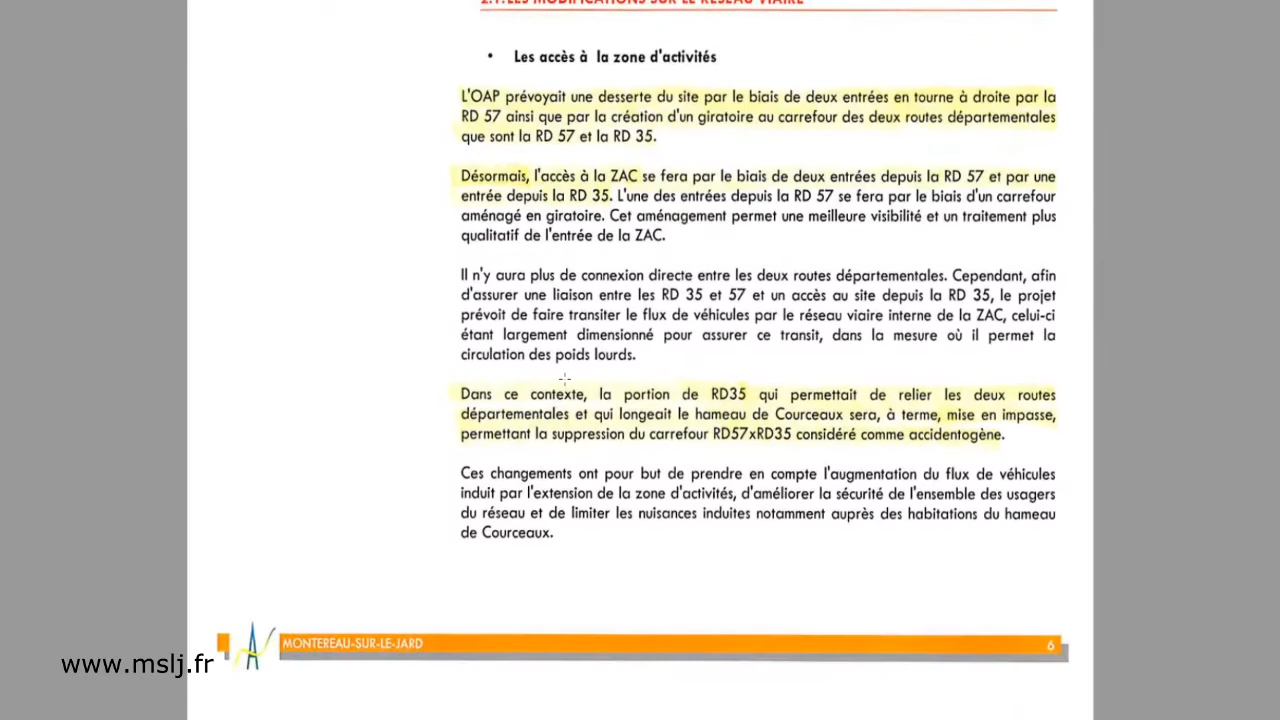 2.1. LES MODIFICATIONS SUR LE RESEAU VIAIRE
• Les accès à la zone d'activités
L'OAP prévoyait une desserte du site par le biais de deux entrées en tourne à droite par la
RD 57 ainsi que par la création d'un giratoire au carrefour des deux routes départementales
que sont la RD 57 et la RD 35.
Désormais, l'accès à la ZAC se fera par le biais de deux entrées depuis la RD 57 et par une
entrée depuis la RD 35. L'une des entrées depuis la RD 57 se fera par le biais d'un carrefour
aménagé en giratoire. Cet aménagement permet une meilleure visibilité et un traitement plus
qualitatif de l'entrée de la ZAC.
Il n'y aura plus de connexion directe entre les deux routes départementales. Cependant, afin
d'assurer une liaison entre les RD 35 et 57 et un accès au site depuis la RD 35, le projet
prévoit de faire transiter le flux de véhicules par le réseau viaire interne de la ZAC, celui-ci
étant largement dimensionné pour assurer ce transit, dans la mesure où il permet la
circulation des poids lourds.
Dans ce contexte, la portion de RD35 qui permettait de relier les deux routes
départementales et qui longeait le hameau de Courceaux sera, à terme, mise en impasse,
permettant la suppression du carrefour RD57xRD35 considéré comme accidentogène.
Ces changements ont pour but de prendre en compte l'augmentation du flux de véhicules
induit par l'extension de la zone d'activités, d'améliorer la sécurité de l'ensemble des usagers
du réseau et de limiter les nuisances induites notamment auprès des habitations du hameau
de Courceaux.
MONTEREAU-SUR-LE-JARD 6
www.mslj.fr